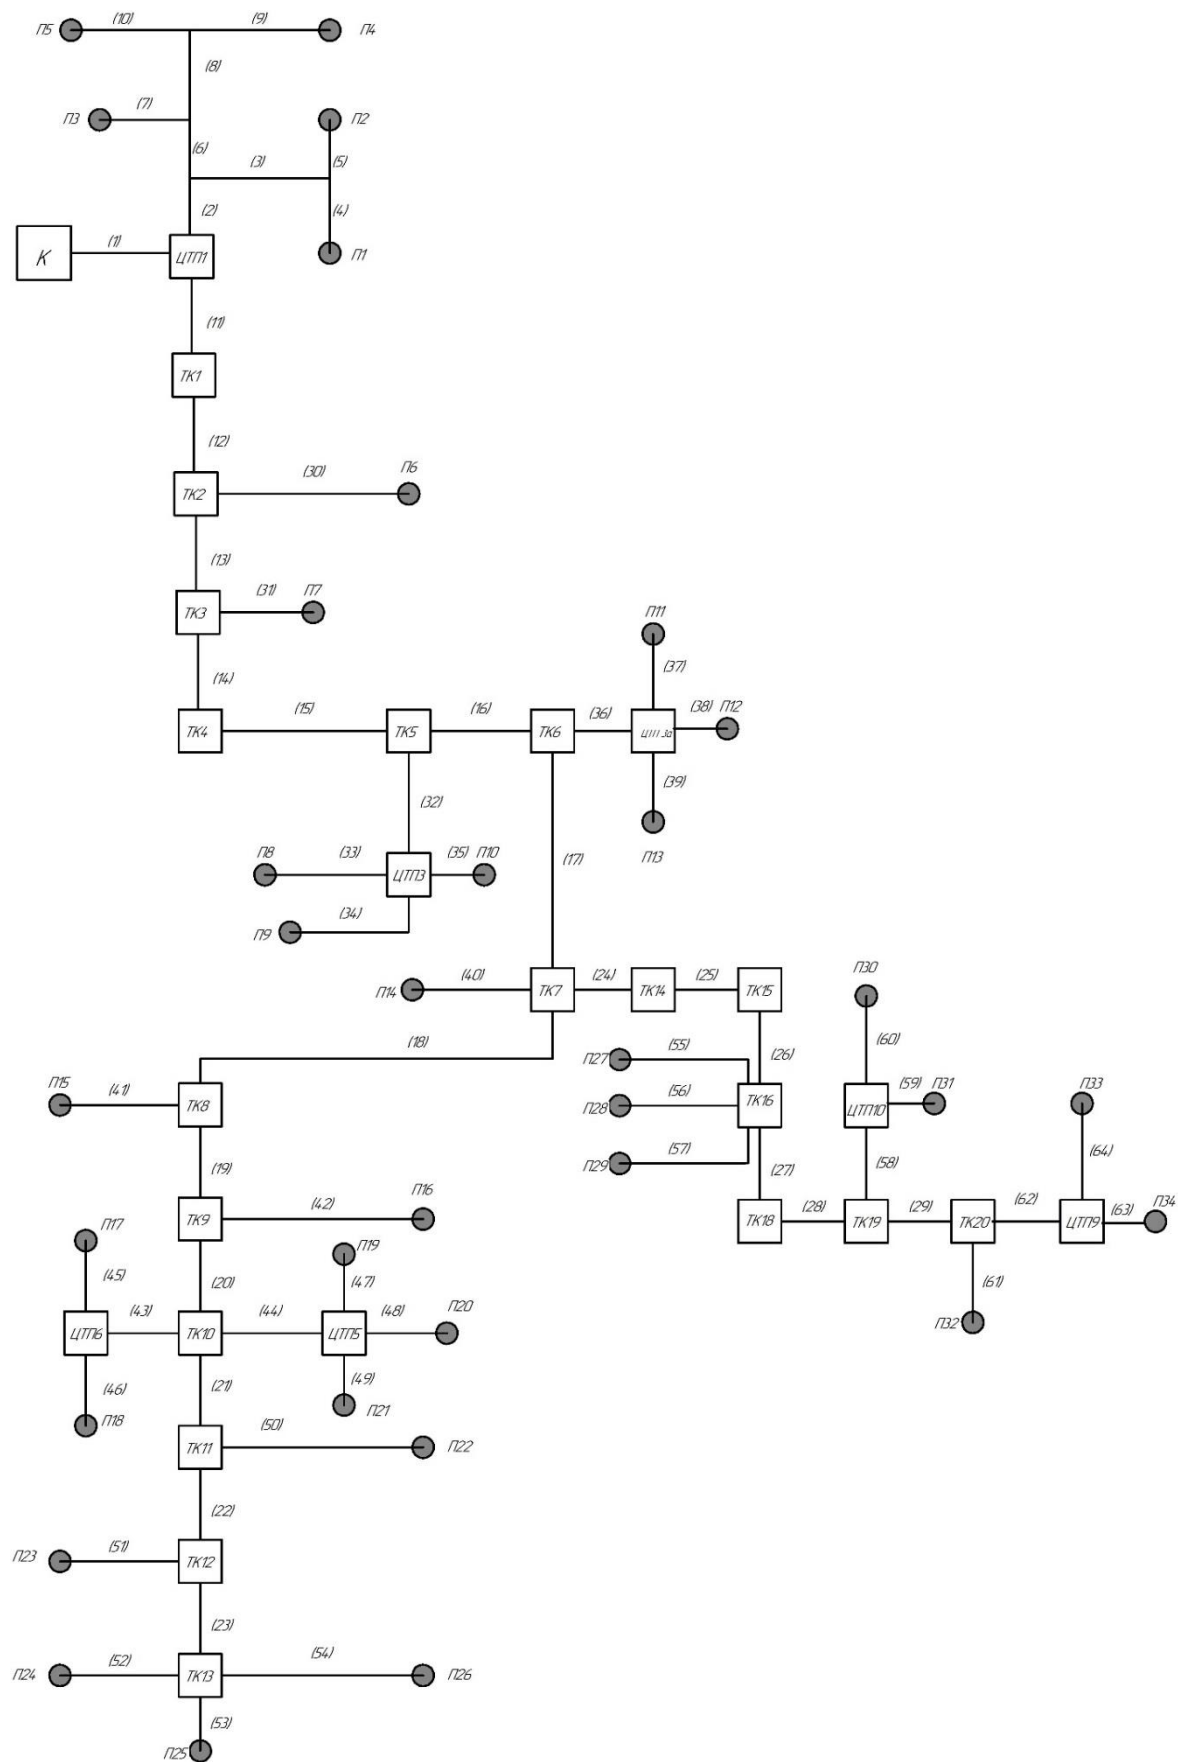 П5 (10) (9) П4
(8)
(7)
П3 П2
(6) (3) (5)
(2) (4)
К (1) ЦТП1 П1
(11)
ТК1
(12)
П6
ТК2 (30)
(13)
(31) П7
ТК3
П11
(14) (37)
(15) (16) (36) (38) П12
ТК4 ТК5 ТК6 3а
(39)
(32)
П13
П8 (33) (35) П10 (17)
ЦТП3
(34)
П9
П30
(40) (24) (25)
П14 ТК7 ТК14 ТК15
(18) (55) (26) (60)
П27
П15 (41) (59) П31 П33
(56)
ТК8 П28 ТК16 ЦТП10
(57) (64)
П29 (58)
(19) (27)
П16
(42) (28) (29) (62) П34
П17 ТК9 ТК18 ТК19 ТК20 ЦТП9 (63)
П19
(45) (20) (47) (61)
(43) (44) (48) П20
ЦТП6 ТК10 ЦТП5 П32
(46) (21) (49)
П18 П21
(50)
ТК11 П22
(22)
(51)
П23 ТК12
(23)
(52) (54)
П24 ТК13 П26
(53)
П25